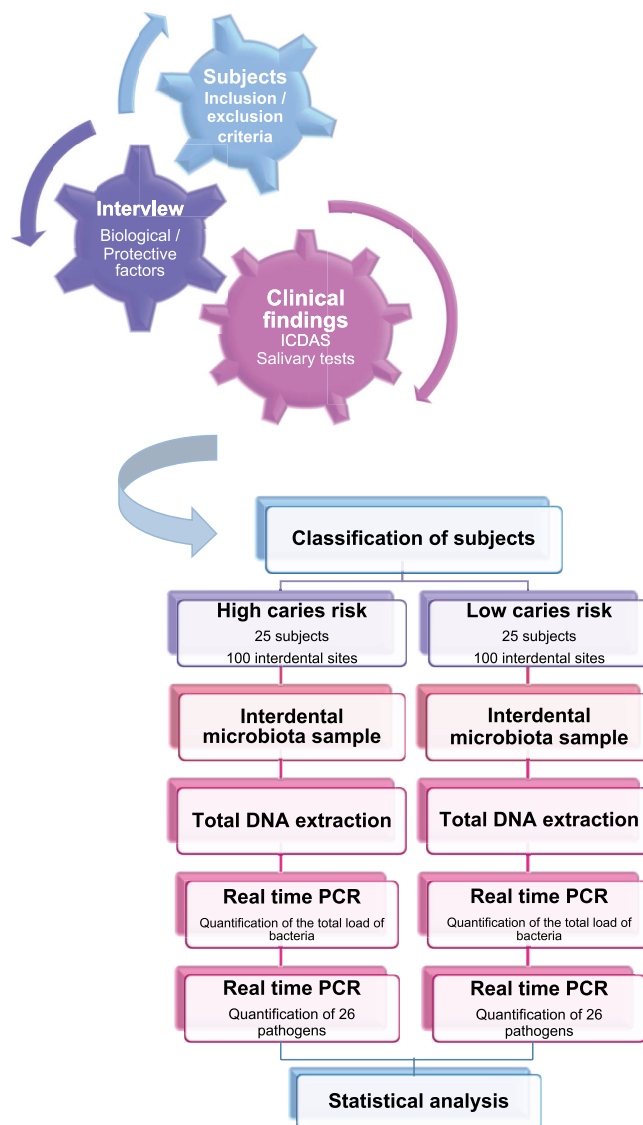 Subjects
Inclusion /
exclusion
criteria
Interview
Biological /
Protective
factors
Clinical
findings
ICDAS
Salivary tests
Classification of subjects
High caries risk
25 subjects
100 interdental sites
Low caries risk
25 subjects
100 interdental sites
Interdental
microbiota sample
Interdental
microbiota sample
Total DNA extraction
Total DNA extraction
Real time PCR
Quantification of the total load of
bacteria
Real time PCR
Quantification of the total load of
bacteria
Real time PCR
Quantification of 26
pathogens
Real time PCR
Quantification of 26
pathogens
Statistical analysis